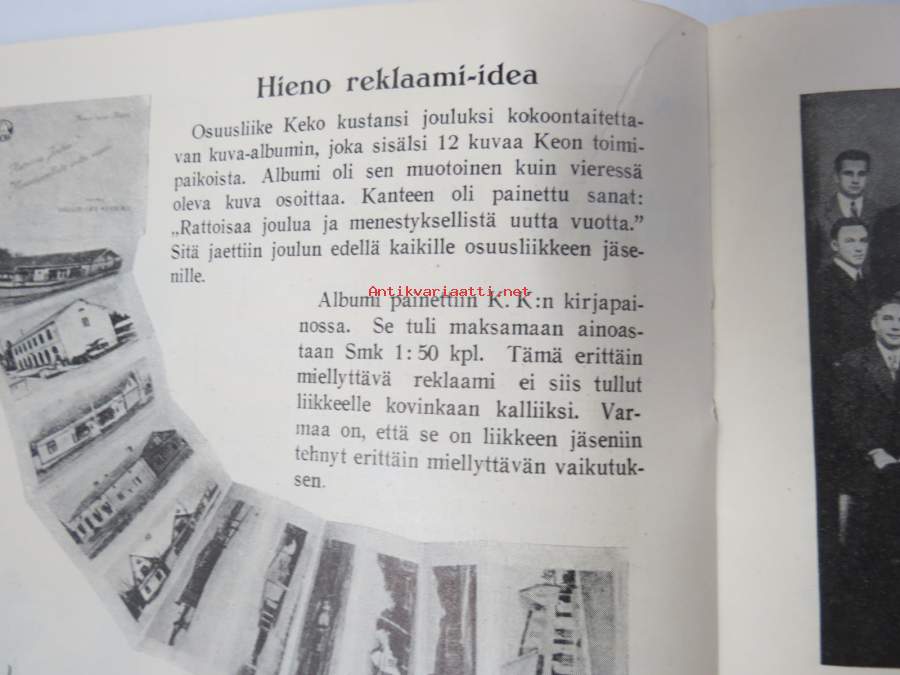 Hieno reklaami-idea
Osuusliike Keko kustansi jouluksi kokoontaitetta-
van kuva-albumin, joka sisälsi 12 kuvaa Keon toimi-
paikoista. Albumi oli sen muotoinen kuin vieressä
oleva kuva osoittaa. Kanteen oli painettu sanat:
„Rattoisaa joulua ja menestyksellistä uutta vuotta.”
Sitä jaettiin joulun edellä kaikille osuusliikkeen jäse-
nille.
Antikvariaatti.net
Albumi painettiin K. K:n kirjapai-
nossa. Se tuli maksamaan ainoas-
taan Smk 1:50 kpl. Tämä erittäin
miellyttävä reklaami ei siis tullut
liikkeelle kovinkaan kalliiksi. Var-
maa on, että se on liikkeen jäseniin
tehnyt erittäin miellyttävän vaikutuk-
sen.